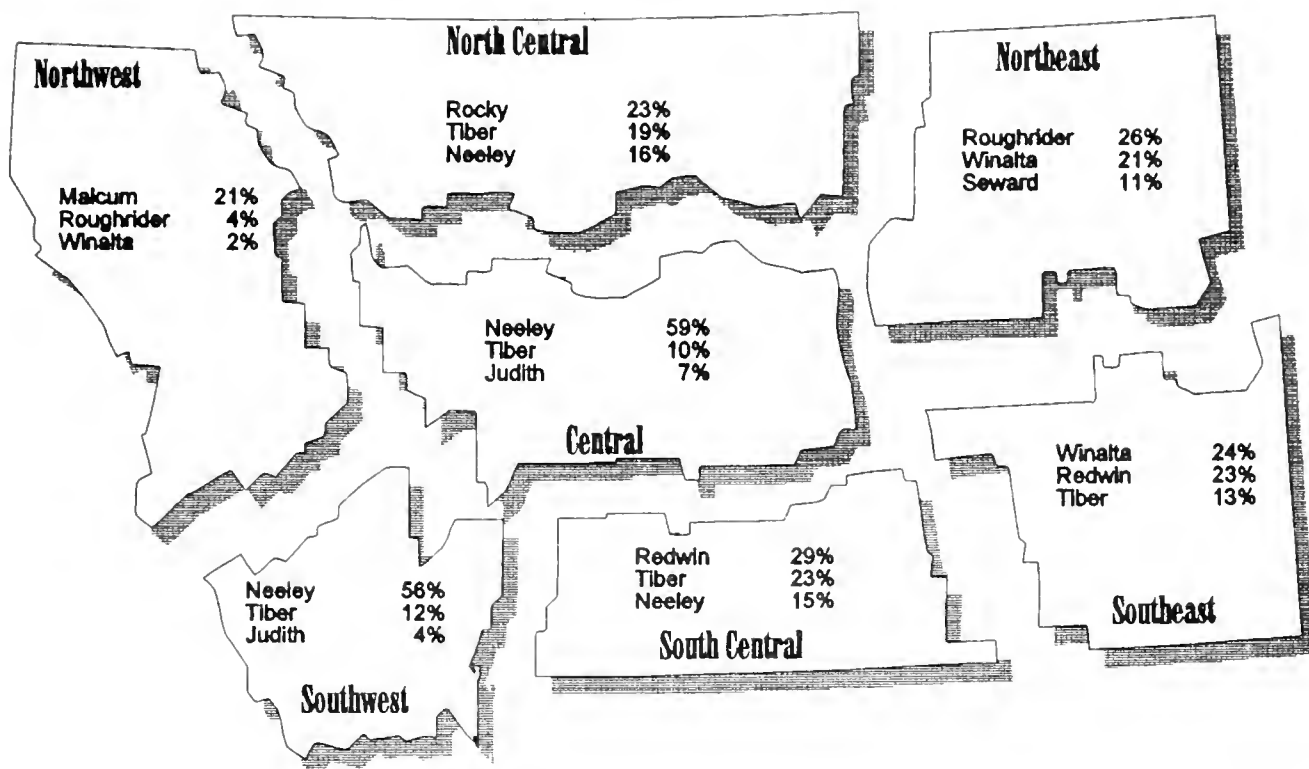 Northwest
Malcum 21%
Roughrider 4%
Winalta 2%
North Central
Rocky 23%
Tiber 19%
Neeley 16%
Northeast
Roughrider 26%
Winalta 21%
Seward 11%
Neeley 59%
Tiber 10%
Judith 7%
Central
Winalta 24%
Redwin 23%
Tiber 13%
Southeast
Neeley 56%
Tiber 12%
Judith 4%
Southwest
Redwin 29%
Tiber 23%
Neeley 15%
South Central